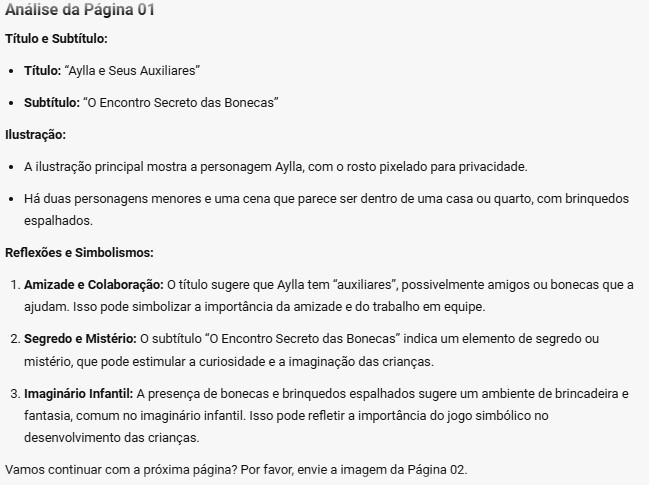 Análise da Página 01
Título e Subtítulo:
• Título: “Aylla e Seus Auxiliares”
• Subtítulo: “O Encontro Secreto das Bonecas”
Ilustração:
• A ilustração principal mostra a personagem Aylla, com o rosto pixelado para privacidade.
• Há duas personagens menores e uma cena que parece ser dentro de uma casa ou quarto, com brinquedos
espalhados.
Reflexões e Simbolismos:
1. Amizade e Colaboração: O título sugere que Aylla tem “auxiliares”, possivelmente amigos ou bonecas que a
ajudam. Isso pode simbolizar a importância da amizade e do trabalho em equipe.
2. Segredo e Mistério: O subtítulo “O Encontro Secreto das Bonecas” indica um elemento de segredo ou
mistério, que pode estimular a curiosidade e a imaginação das crianças.
3. Imaginário Infantil: A presença de bonecas e brinquedos espalhados sugere um ambiente de brincadeira e
fantasia, comum no imaginário infantil. Isso pode refletir a importância do jogo simbólico no
desenvolvimento das crianças.
Vamos continuar com a próxima página? Por favor, envie a imagem da Página 02.